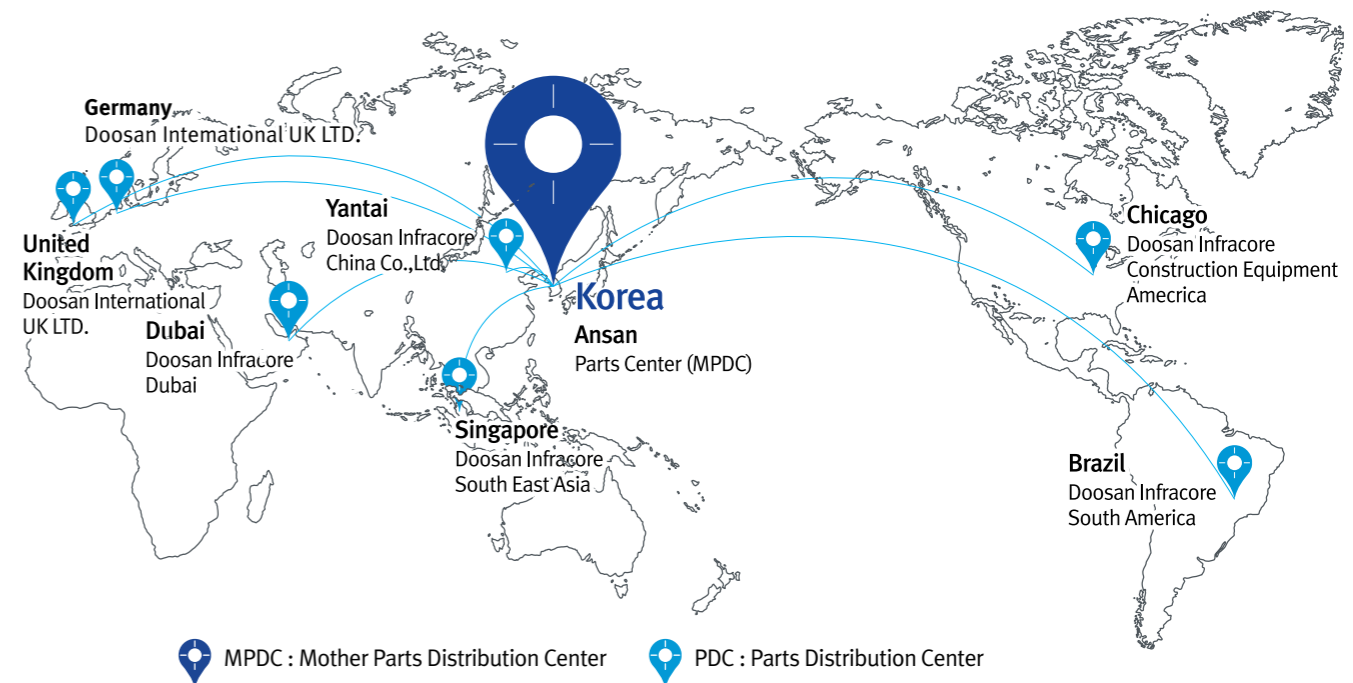 Germany
Doosan International UK LTD.
United
Kingdom
Doosan International
UK LTD.
Yantai
Doosan Infracore
China Co.,Ltd.
Dubai
Doosan Infracore
Dubai
Korea
Ansan
Parts Center (MPDC)
Singapore
Doosan Infracore
South East Asia
Chicago
Doosan Infracore
Construction Equipment
Amecrica
Brazil
Doosan Infracore
South America
MPDC : Mother Parts Distribution Center
PDC : Parts Distribution Center